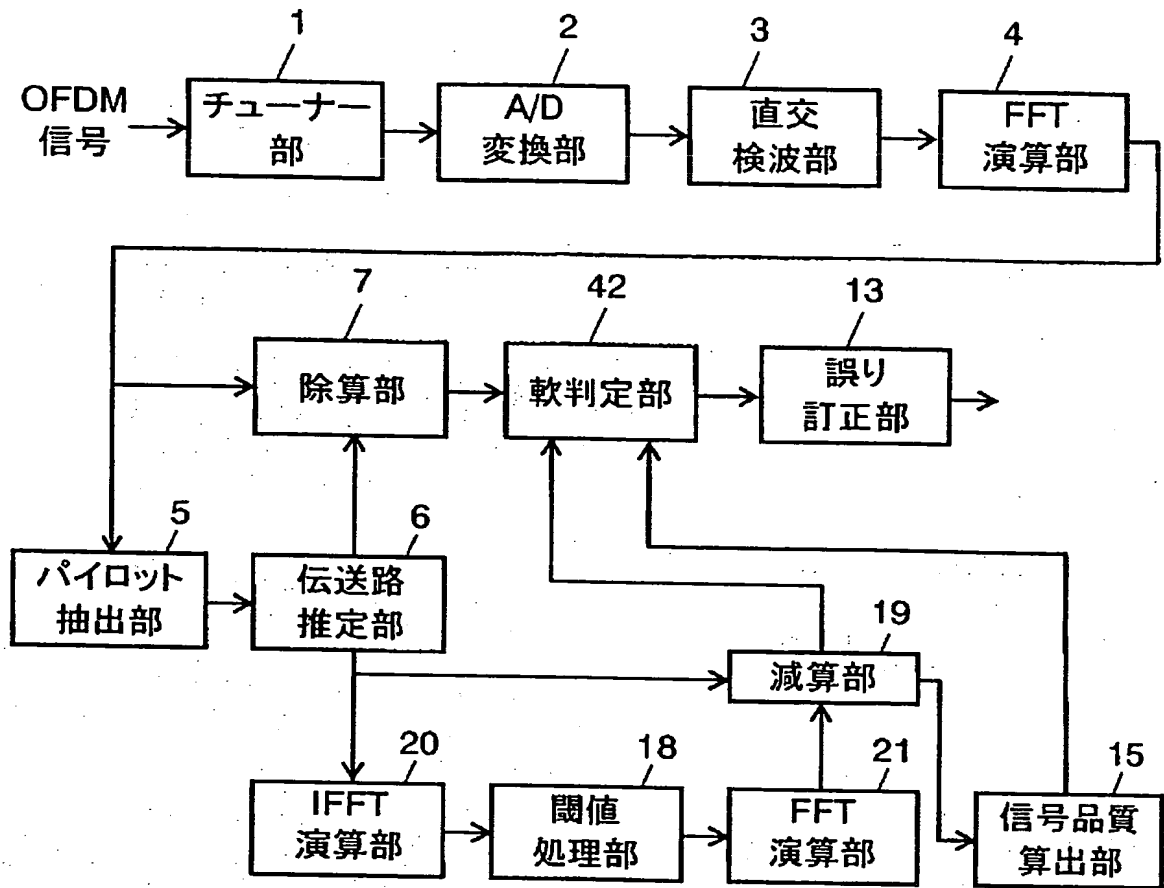 1
2
3
4
OFDM
信号
チューナー
部
A/D
変換部
直交
検波部
FFT
演算部
7
42
13
除算部
軟判定部
誤り
訂正部
5
6
パイロット
抽出部
伝送路
推定部
19
減算部
20
18
21
15
IFFT
演算部
閾値
処理部
FFT
演算部
信号品質
算出部